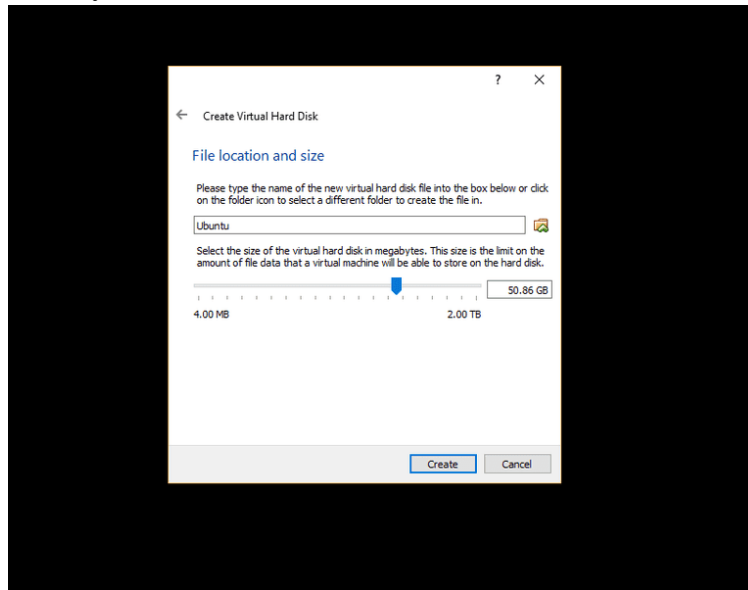 ?
Create Virtual Hard Disk
File location and size
Please type the name of the new virtual hard disk file into the box below or click
on the folder icon to select a different folder to create the file in.
Ubuntu
Select the size of the virtual hard disk in megabytes. This size is the limit on the
amount of file data that a virtual machine will be able to store on the hard disk.
50.86 GB
4.00 MB 2.00 TB
Create Cancel